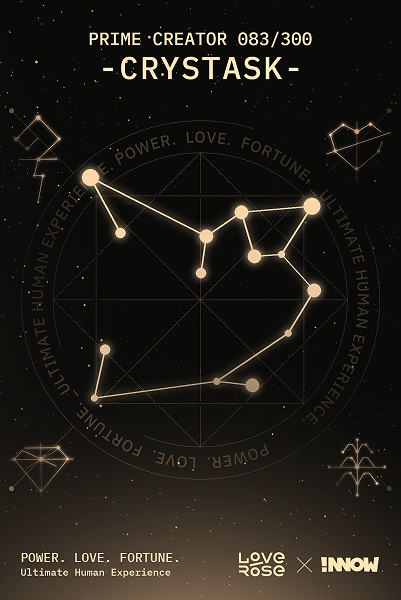 PRIME CREATOR 083/300
-CRYSTASK-
ULTIMATE HUMAN EXPERIENCE. POWER. LOVE. FORTUNE.
ULTIMATE HUMAN EXPERIENCE.
POWER. LOVE. FORTUNE
POWER. LOVE. FORTUNE.
Ultimate Human Experience
LOVE
ROSE
INNOW